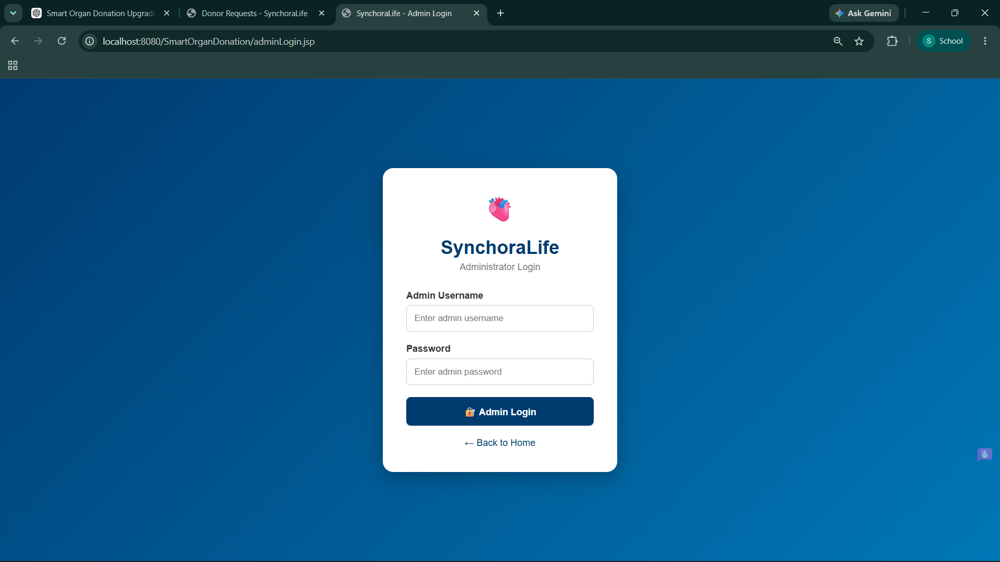 Smart Organ Donation Upgrade
Donor Requests - SynchoraLife
SynchoraLife - Admin Login
Ask Gemini
localhost:8080/SmartOrganDonation/adminLogin.jsp
S School
SynchoraLife
Administrator Login
Admin Username
Enter admin username
Password
Enter admin password
Admin Login
← Back to Home